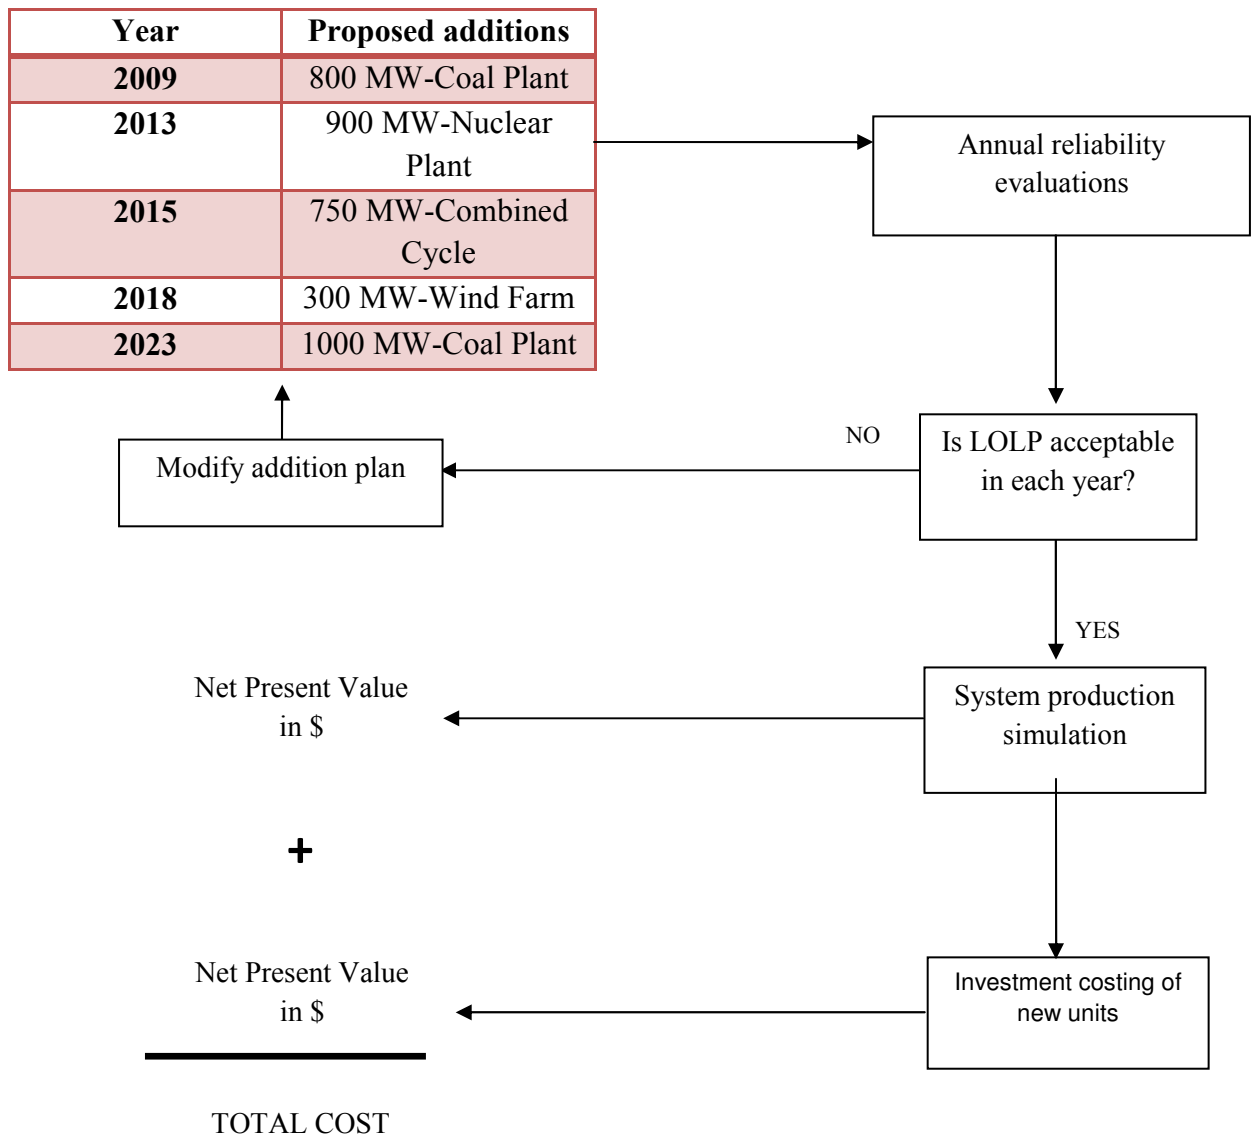 Year Proposed additions
2009 800 MW-Coal Plant
2013 900 MW-Nuclear
Plant
2015 750 MW-Combined
Cycle
2018 300 MW-Wind Farm
2023 1000 MW-Coal Plant
Annual reliability
evaluations
Is LOLP acceptable
in each year?
NO
Modify addition plan
YES
System production
simulation
Net Present Value
in $
+
Investment costing of
new units
Net Present Value
in $
TOTAL COST